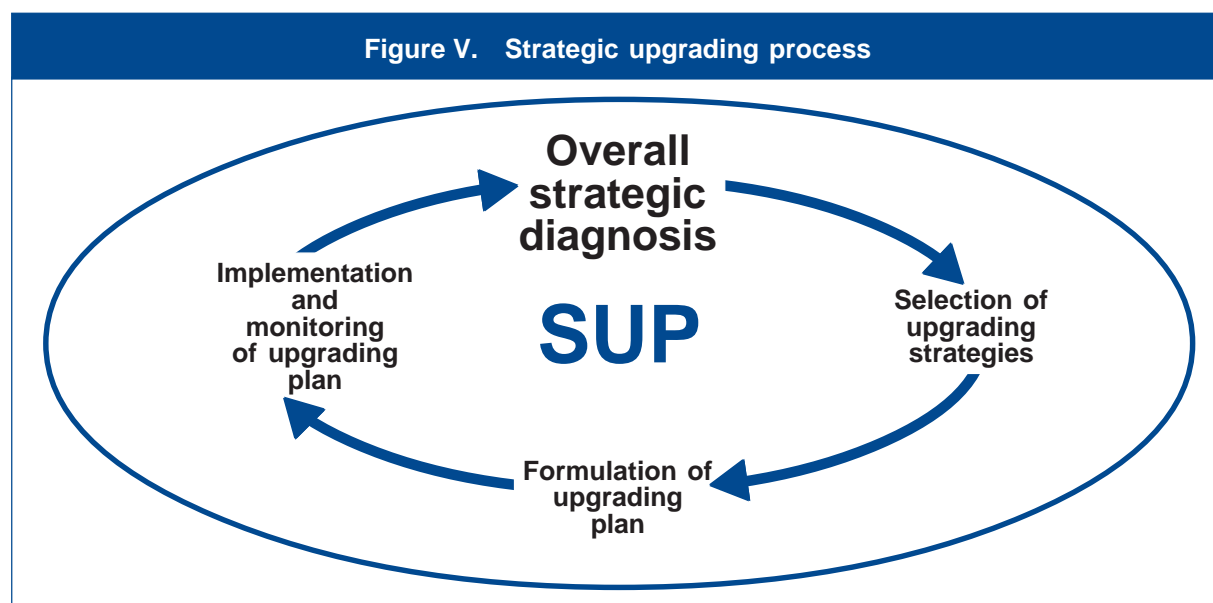 Figure V. Strategic upgrading process
Overall
strategic
diagnosis
Implementation
and
monitoring
of upgrading
plan
SUP
Selection of
upgrading
strategies
Formulation of
upgrading
plan